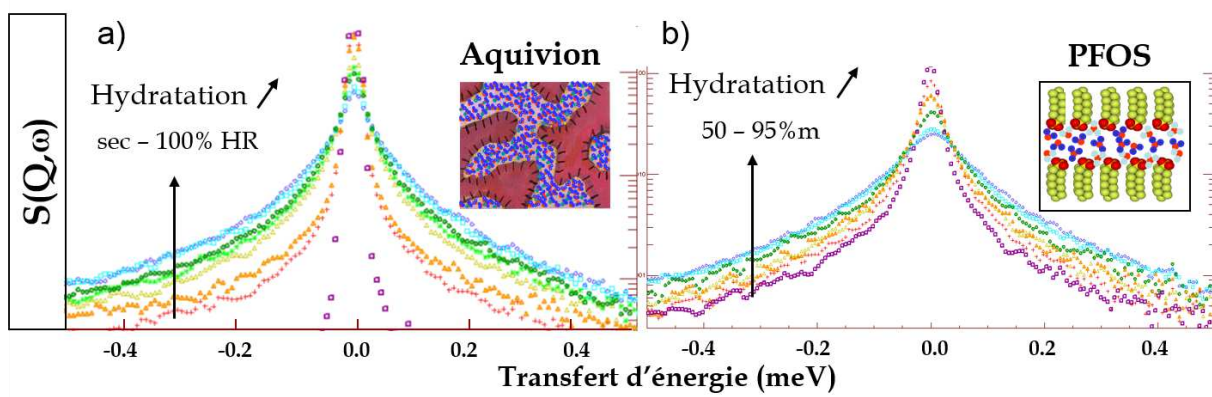 a)
Aquivion
Hydratation
sec – 100% HR
b)
PFOS
Hydratation
50 – 95%m
S(Q,ω)
-0.4
-0.2
0.0
0.2
0.4
-0.4
-0.2
0.0
0.2
0.4
Transfert d'énergie (meV)